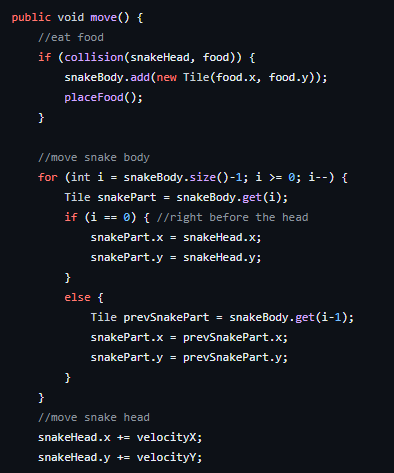 public void move() {
    //eat food
    if (collision(snakeHead, food)) {
        snakeBody.add(new Tile(food.x, food.y));
        placeFood();
    }

    //move snake body
    for (int i = snakeBody.size()-1; i >= 0; i--) {
        Tile snakePart = snakeBody.get(i);
        if (i == 0) { //right before the head
            snakePart.x = snakeHead.x;
            snakePart.y = snakeHead.y;
        }
        else {
            Tile prevSnakePart = snakeBody.get(i-1);
            snakePart.x = prevSnakePart.x;
            snakePart.y = prevSnakePart.y;
        }
    }
    //move snake head
    snakeHead.x += velocityX;
    snakeHead.y += velocityY;